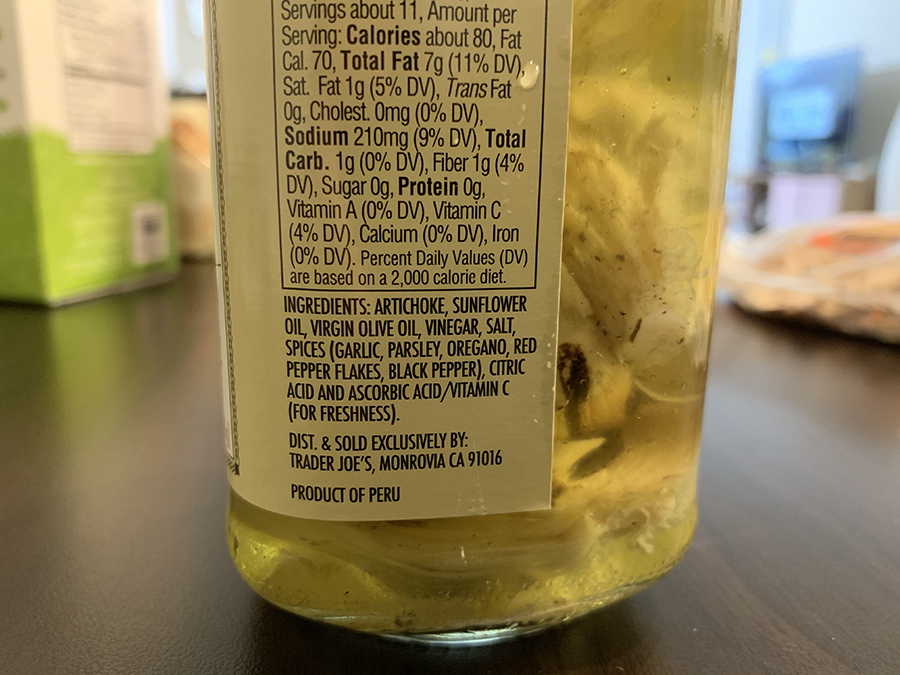 Servings about 11, Amount per
Serving: Calories about 80, Fat
Cal. 70, Total Fat 7g (11% DV),
Sat. Fat 1g (5% DV), Trans Fat
0g, Cholest. 0mg (0% DV),
Sodium 210mg (9% DV), Total
Carb. 1g (0% DV), Fiber 1g (4%
DV), Sugar 0g, Protein 0g,
Vitamin A (0% DV), Vitamin C
(4% DV), Calcium (0% DV), Iron
(0% DV). Percent Daily Values (DV)
are based on a 2,000 calorie diet.
INGREDIENTS: ARTICHOKE, SUNFLOWER
OIL, VIRGIN OLIVE OIL, VINEGAR, SALT,
SPICES (GARLIC, PARSLEY, OREGANO, RED
PEPPER FLAKES, BLACK PEPPER), CITRIC
ACID AND ASCORBIC ACID/VITAMIN C
(FOR FRESHNESS).
DIST. & SOLD EXCLUSIVELY BY:
TRADER JOE'S, MONROVIA CA 91016
PRODUCT OF PERU